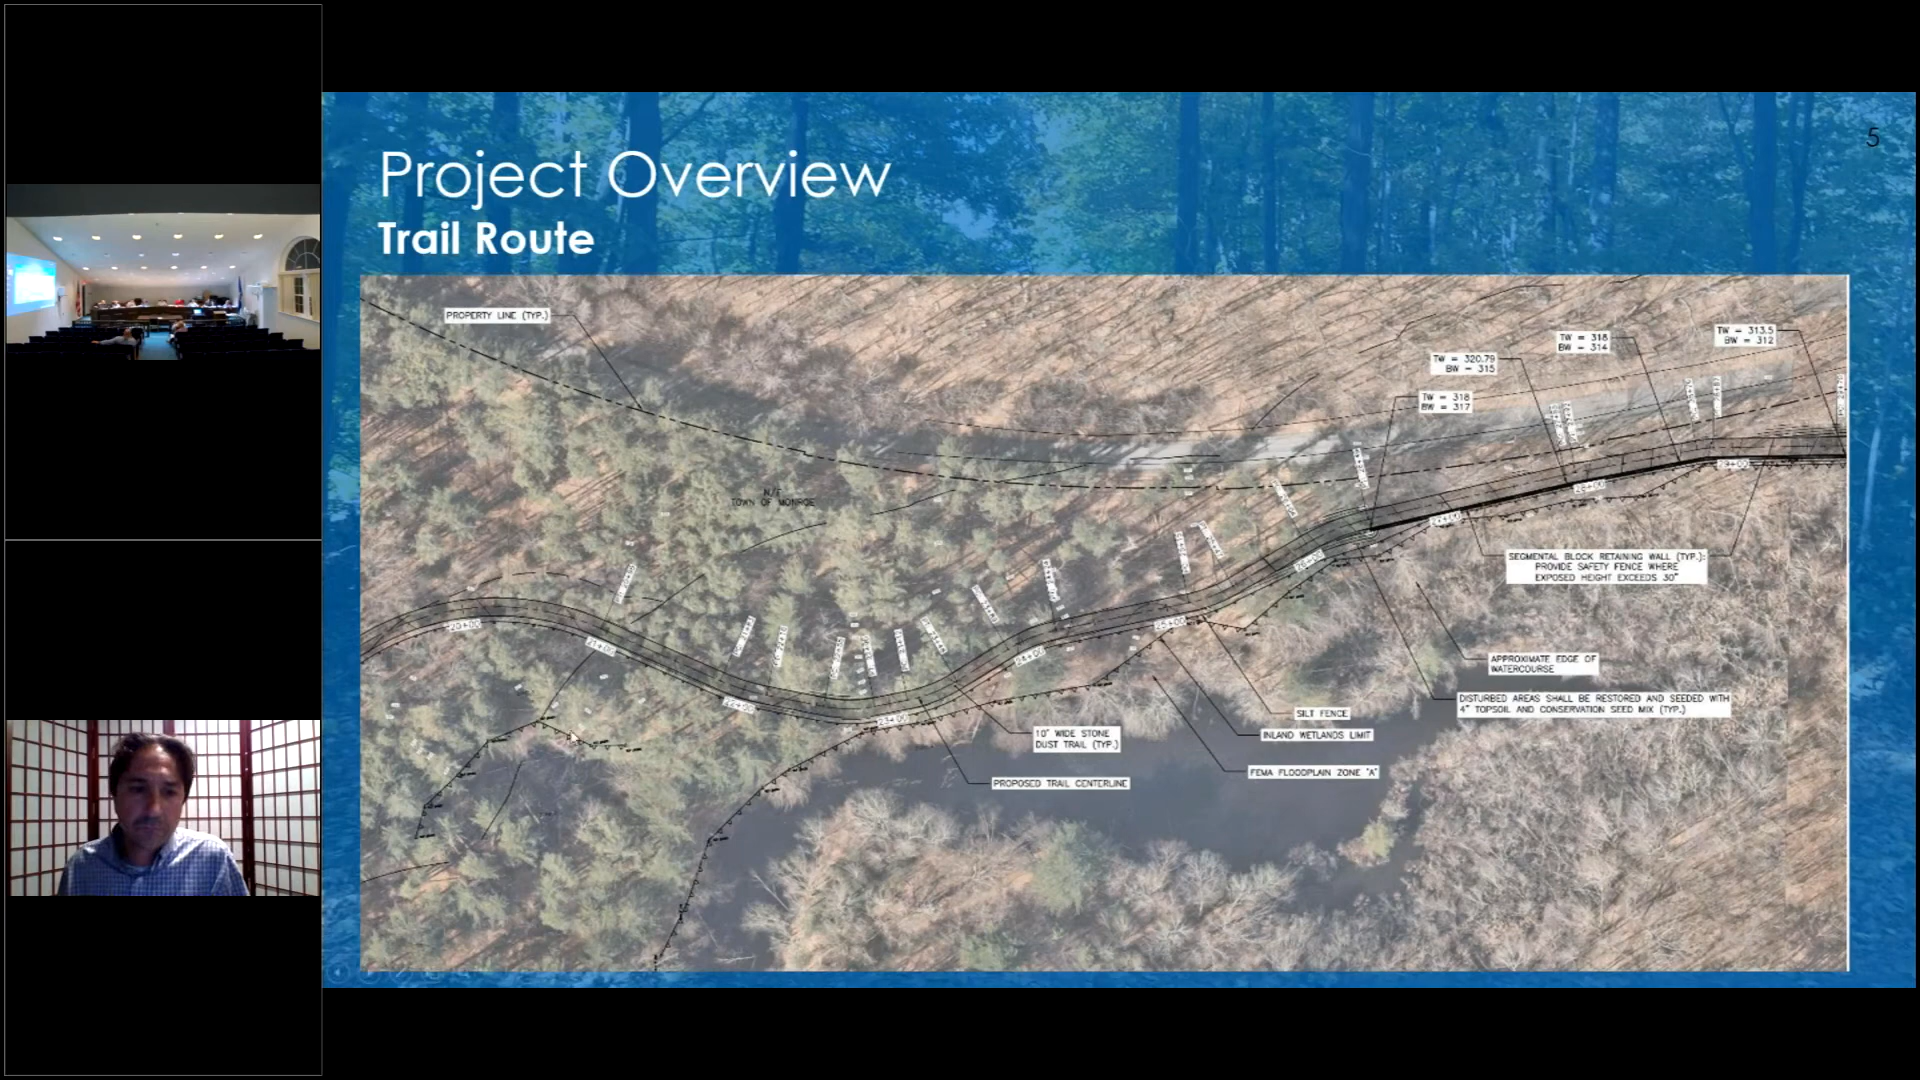 5
Project Overview
Trail Route
PROPERTY LINE (TYP.)
TW = 313.5
BW = 312
TW = 318
BW = 314
TW = 320.79
BW = 315
TW = 318
BW = 317
N/F
TOWN OF MONROE
20+00
21+00
22+00
23+00
24+00
25+00
26+00
27+00
28+00
29+00
SEGMENTAL BLOCK RETAINING WALL (TYP.):
PROVIDE SAFETY FENCE WHERE
EXPOSED HEIGHT EXCEEDS 30"
APPROXIMATE EDGE OF
WATERCOURSE
DISTURBED AREAS SHALL BE RESTORED AND SEEDED WITH
4" TOPSOIL AND CONSERVATION SEED MIX (TYP.)
SILT FENCE
INLAND WETLANDS LIMIT
10' WIDE STONE
DUST TRAIL (TYP.)
FEMA FLOODPLAIN ZONE "A"
PROPOSED TRAIL CENTERLINE